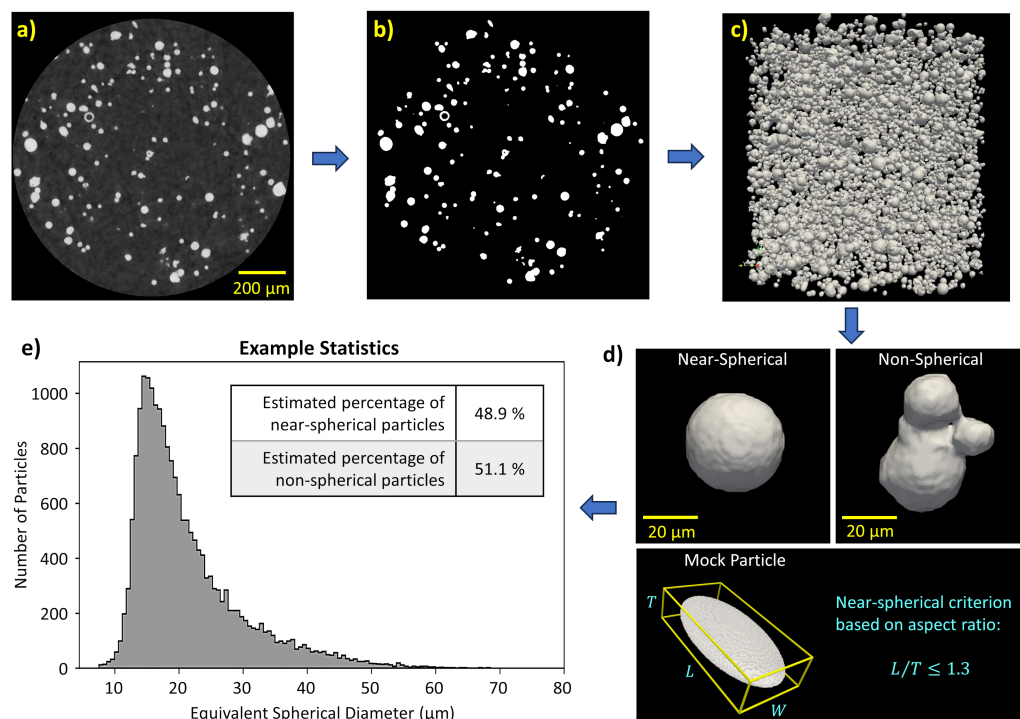 a)
200 μm
b)
c)
d)
Near-Spherical
20 μm
Non-Spherical
20 μm
Mock Particle
T
L
W
Near-spherical criterion
based on aspect ratio:
L/T ≤ 1.3
e)
Example Statistics
Estimated percentage of
near-spherical particles
48.9 %
Estimated percentage of
non-spherical particles
51.1 %
Number of Particles
1000
800
600
400
200
0
10
20
30
40
50
60
70
80
Equivalent Spherical Diameter (μm)